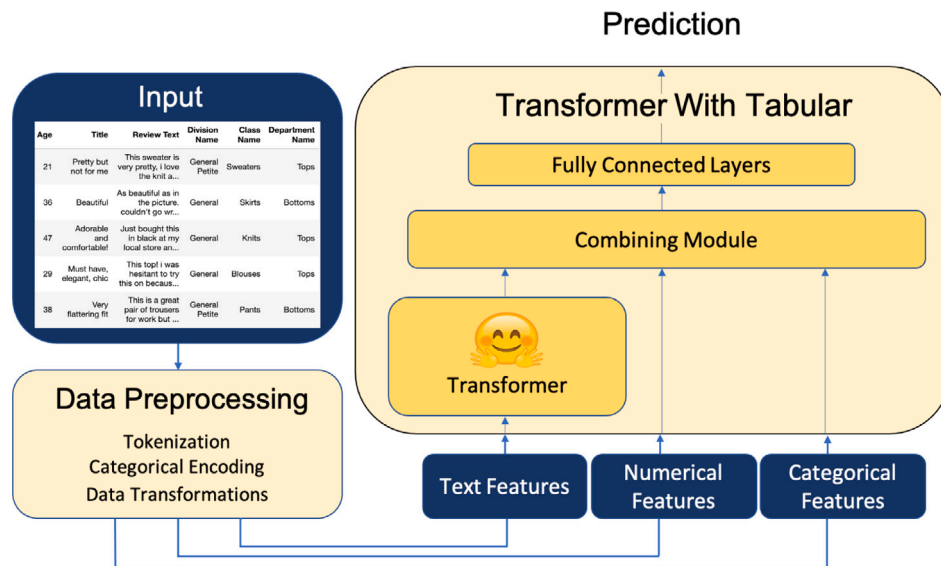 Prediction
Input
Age Title Review Text Division Name Class Name Department Name
21 Pretty but not for me This sweater is very pretty, i love the knit a... General Petite Sweaters Tops
36 Beautiful As beautiful as in the picture. couldn't go wr... General Skirts Bottoms
47 Adorable and comfortable! Just bought this in black at my local store an... General Knits Tops
29 Must have, elegant, chic This top! i was hesitant to try this on becaus... General Blouses Tops
38 Very flattering fit This is a great pair of trousers for work but ... General Petite Pants Bottoms
Data Preprocessing
Tokenization
Categorical Encoding
Data Transformations
Transformer With Tabular
Fully Connected Layers
Combining Module
Transformer
Text Features
Numerical
Features
Categorical
Features